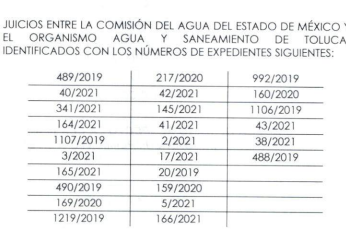 JUICIOS ENTRE LA COMISIÓN DEL AGUA DEL ESTADO DE MÉXICO Y
EL ORGANISMO AGUA Y SANEAMIENTO DE TOLUCA
IDENTIFICADOS CON LOS NÚMEROS DE EXPEDIENTES SIGUIENTES:
489/2019 217/2020 992/2019
40/2021 42/2021 160/2020
341/2021 145/2021 1106/2019
164/2021 41/2021 43/2021
1107/2019 2/2021 38/2021
3/2021 17/2021 488/2019
165/2021 20/2019
490/2019 159/2020
169/2020 5/2021
1219/2019 166/2021